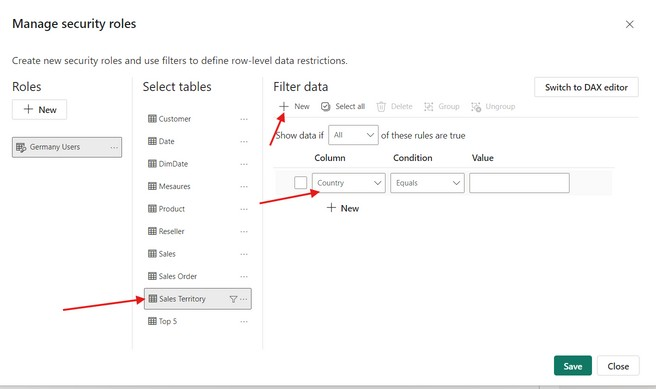 Manage security roles
Create new security roles and use filters to define row-level data restrictions.
Roles
New
Germany Users
Select tables
Customer
Date
DimDate
Mesaures
Product
Reseller
Sales
Sales Order
Sales Territory
Top 5
Filter data
Switch to DAX editor
New Select all Delete Group Ungroup
Show data if All of these rules are true
Column Condition Value
Country Equals
New
Save Close